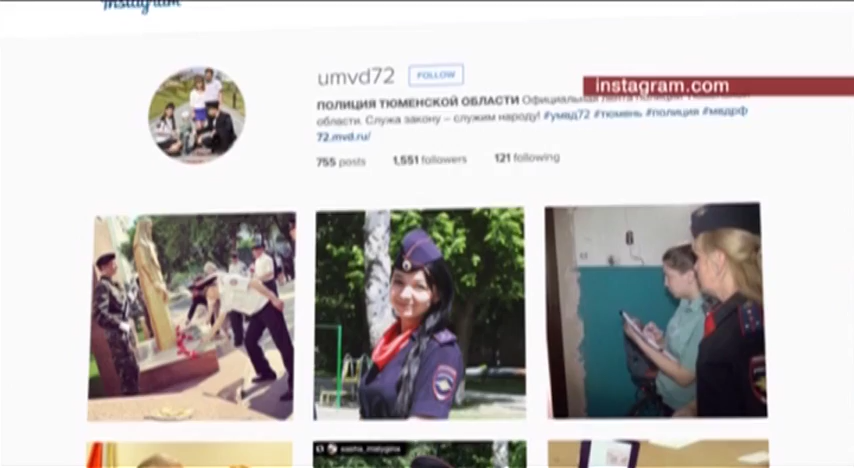 Instagram
umvd72 FOLLOW
instagram.com
ПОЛИЦИЯ ТЮМЕНСКОЙ ОБЛАСТИ Официальная лента полиции
области. Служа закону – служим народу! #умвд72 #тюмень #полиция #мвдрф
72.mvd.ru/
755 posts 1,551 followers 121 following